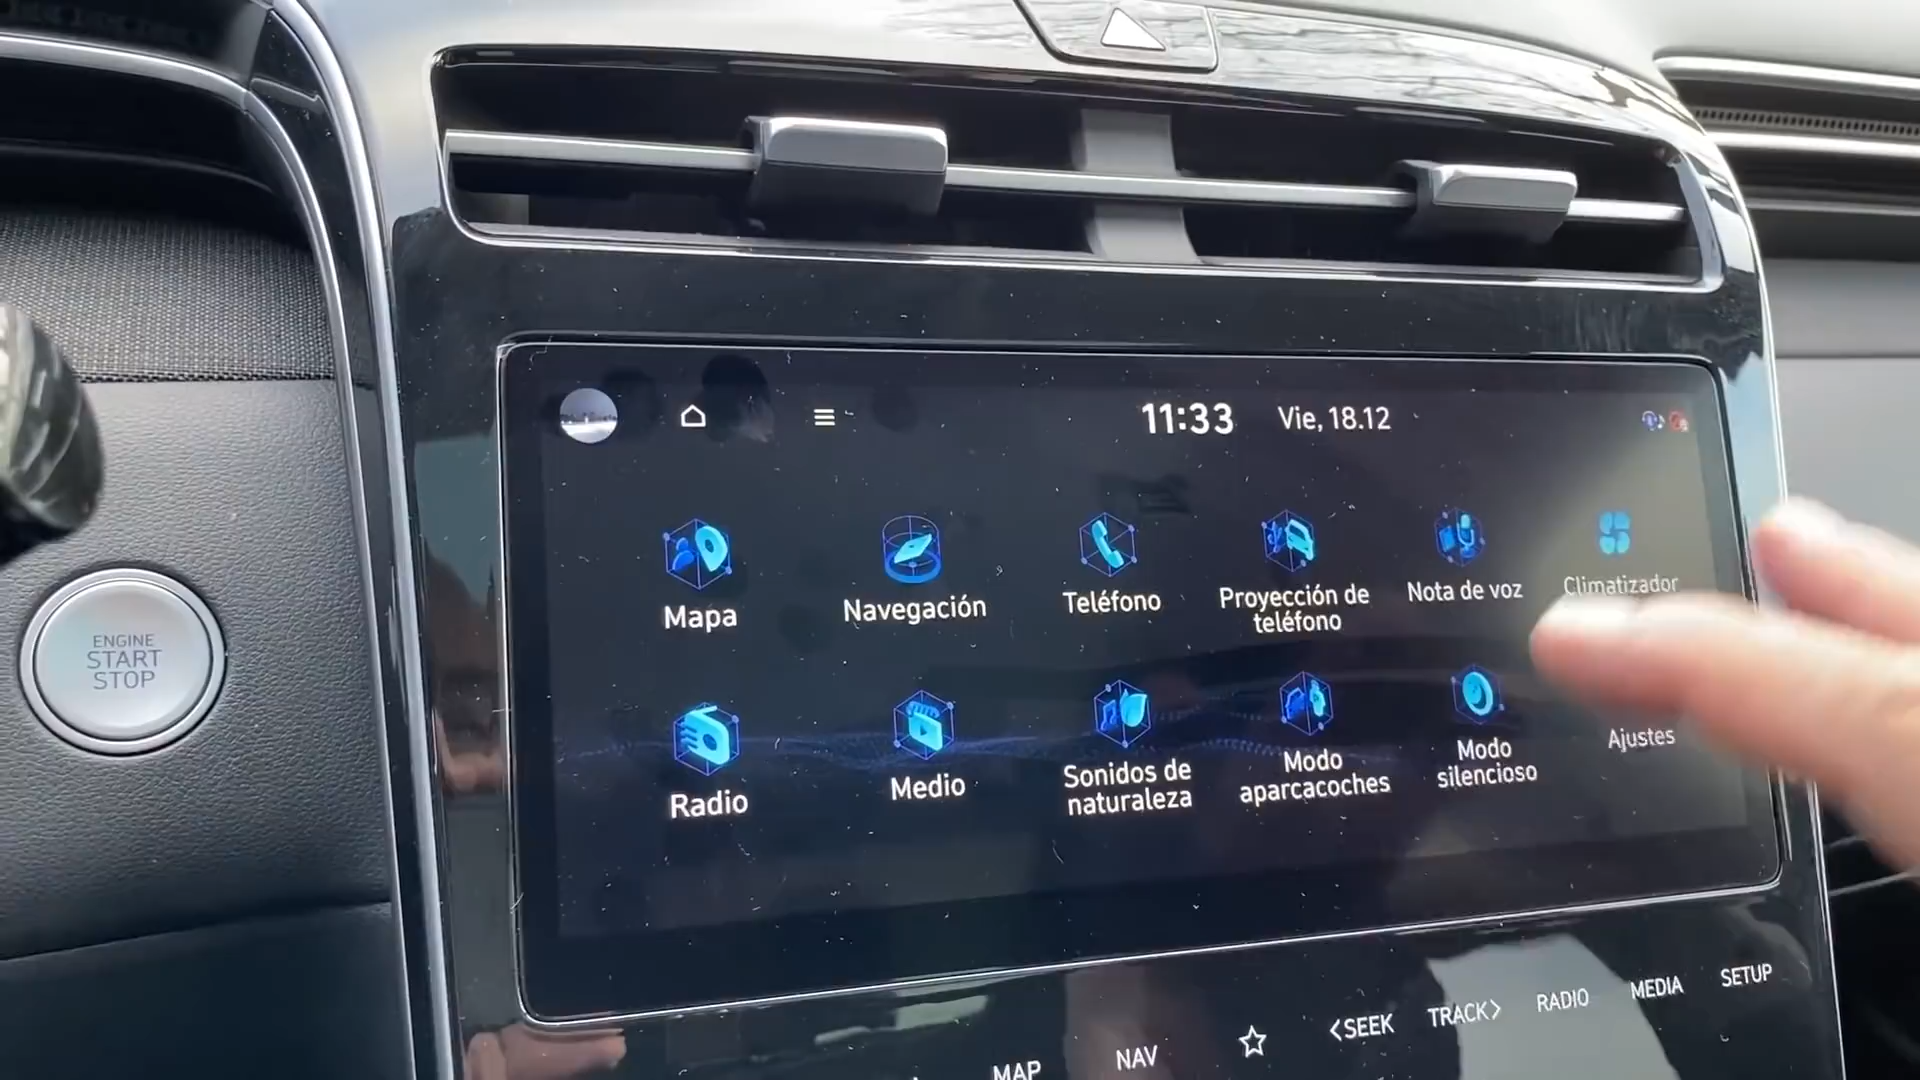 11:33 Vie, 18.12
Mapa
Navegación
Teléfono
Proyección de
teléfono
Nota de voz
Climatizador
Radio
Medio
Sonidos de
naturaleza
Modo
aparcacoches
Modo
silencioso
Ajustes
ENGINE
START
STOP
MAP
NAV
<SEEK
TRACK>
RADIO
MEDIA
SETUP